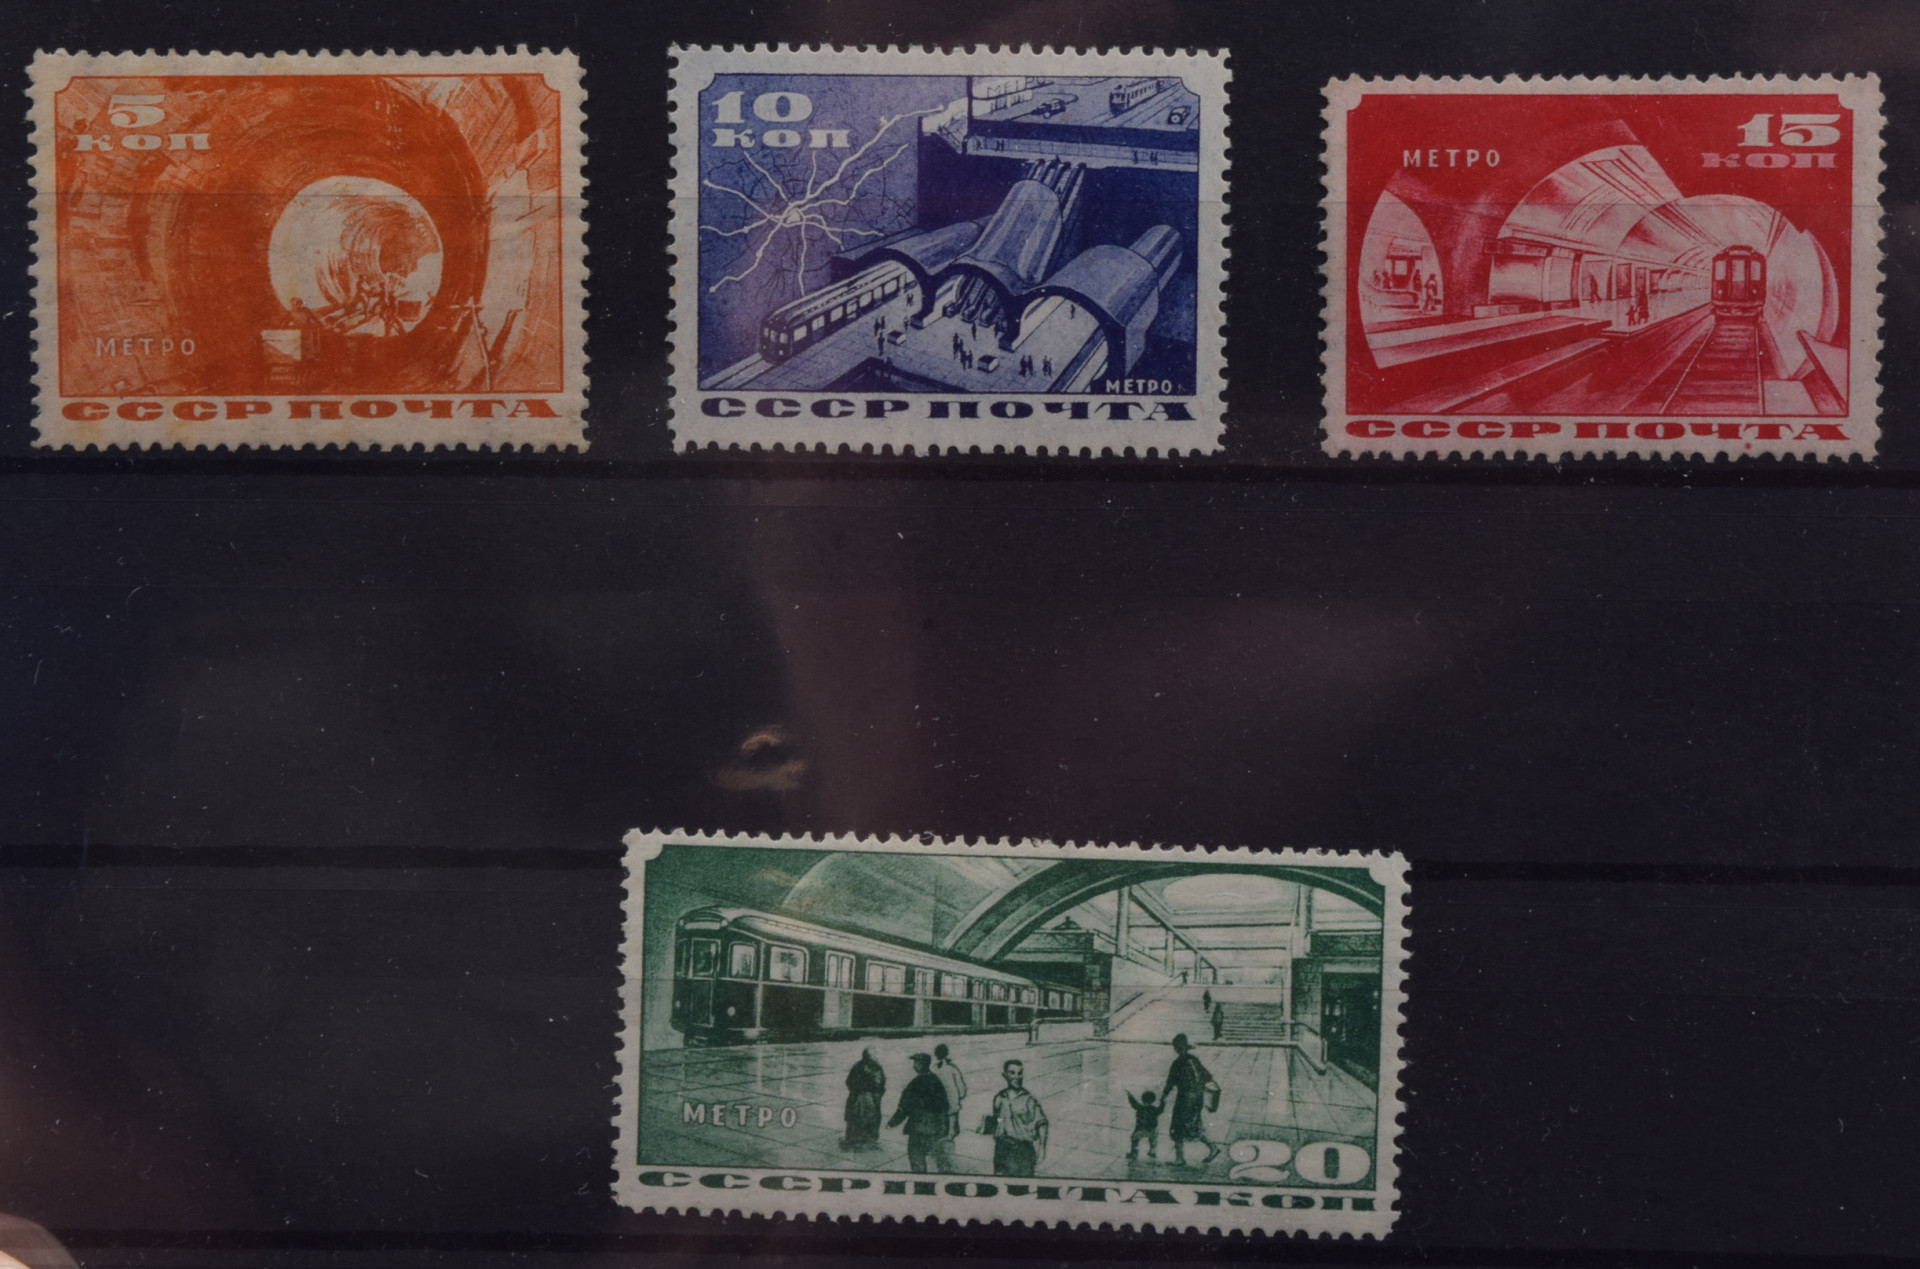 5
коп
МЕТРО
СССР ПОЧТА
10
коп
МЕТРО
МЕТРО
СССР ПОЧТА
МЕТРО
15
коп
СССР ПОЧТА
МЕТРО
20
СССР ПОЧТА КОП